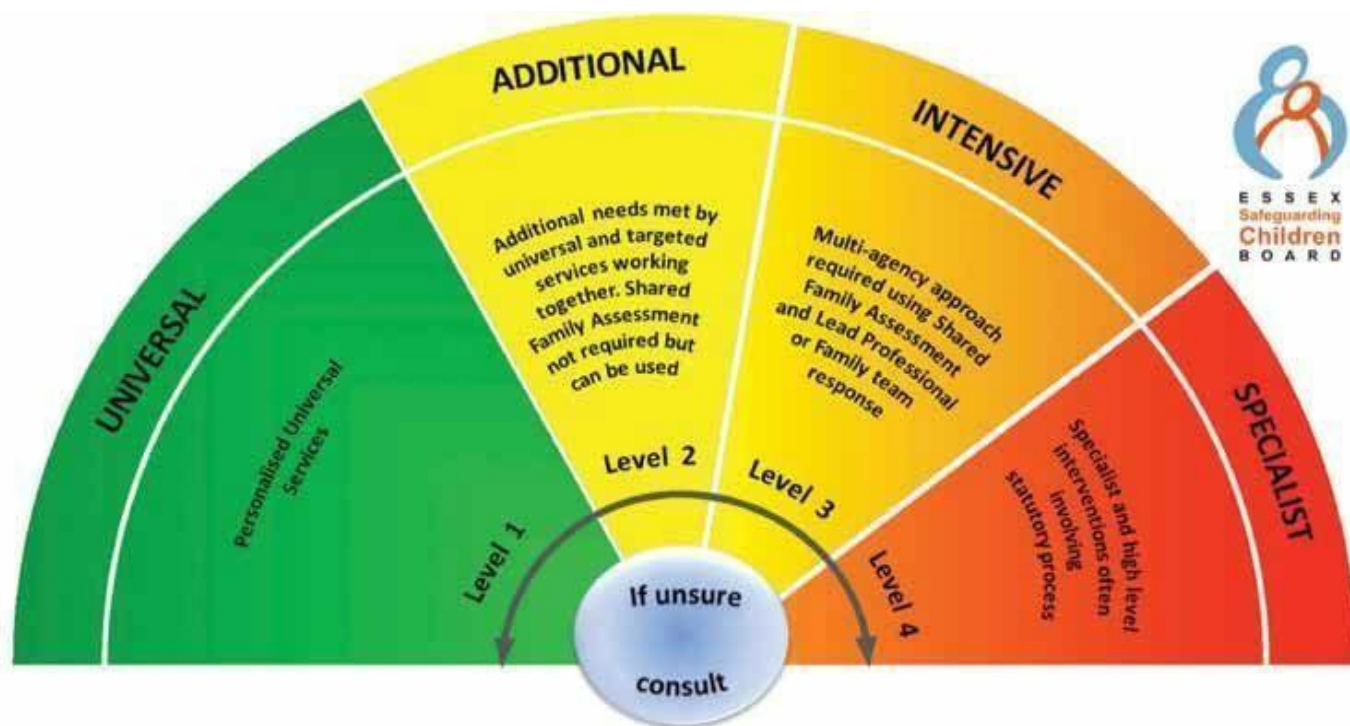 UNIVERSAL
Personalised Universal
Services
Level 1
ADDITIONAL
Additional needs met by
universal and targeted
services working
together. Shared
Family Assessment
not required but
can be used
Level 2
INTENSIVE
Multi-agency approach
required using Shared
Family Assessment
and Lead Professional
or Family team
response
Level 3
SPECIALIST
Specialist and high level
interventions often
involving
statutory process
Level 4
If unsure
consult
ESSEX
Safeguarding
Children
BOARD